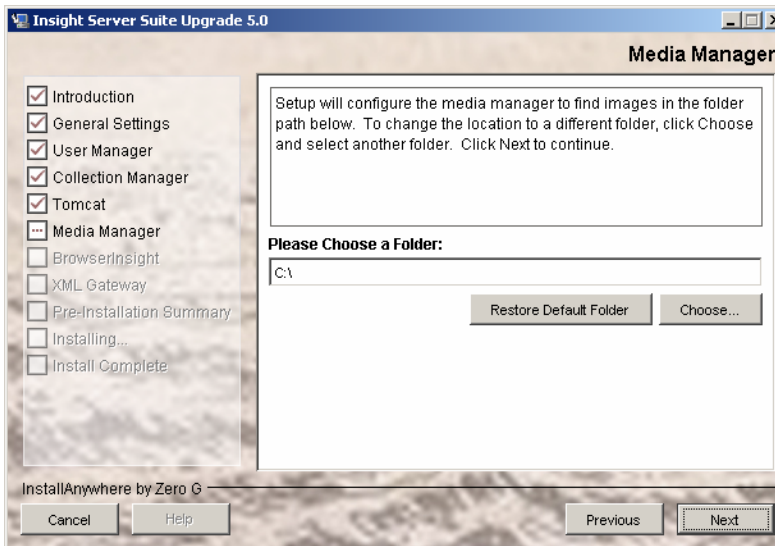 Insight Server Suite Upgrade 5.0
Media Manager
Introduction
General Settings
User Manager
Collection Manager
Tomcat
Media Manager
BrowserInsight
XML Gateway
Pre-Installation Summary
Installing...
Install Complete
Setup will configure the media manager to find images in the folder
path below.  To change the location to a different folder, click Choose
and select another folder.  Click Next to continue.
Please Choose a Folder:
C:\
Restore Default Folder
Choose...
InstallAnywhere by Zero G
Cancel
Help
Previous
Next